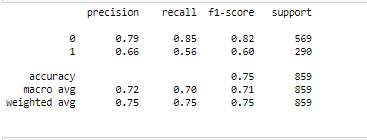 precision recall f1-score support
0 0.79 0.85 0.82 569
1 0.66 0.56 0.60 290
accuracy 0.75 859
macro avg 0.72 0.70 0.71 859
weighted avg 0.75 0.75 0.75 859